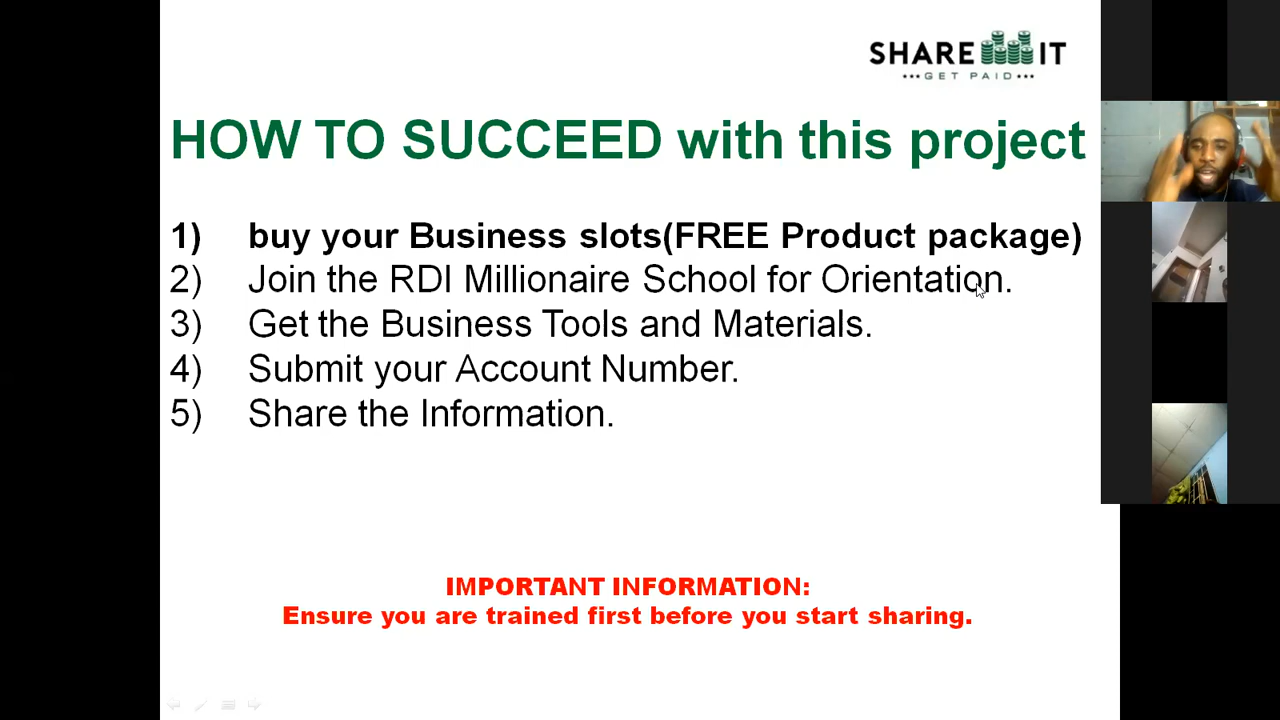 SHARE IT
•••GET PAID•••
HOW TO SUCCEED with this project
1) buy your Business slots(FREE Product package)
2) Join the RDI Millionaire School for Orientation.
3) Get the Business Tools and Materials.
4) Submit your Account Number.
5) Share the Information.
IMPORTANT INFORMATION:
Ensure you are trained first before you start sharing.